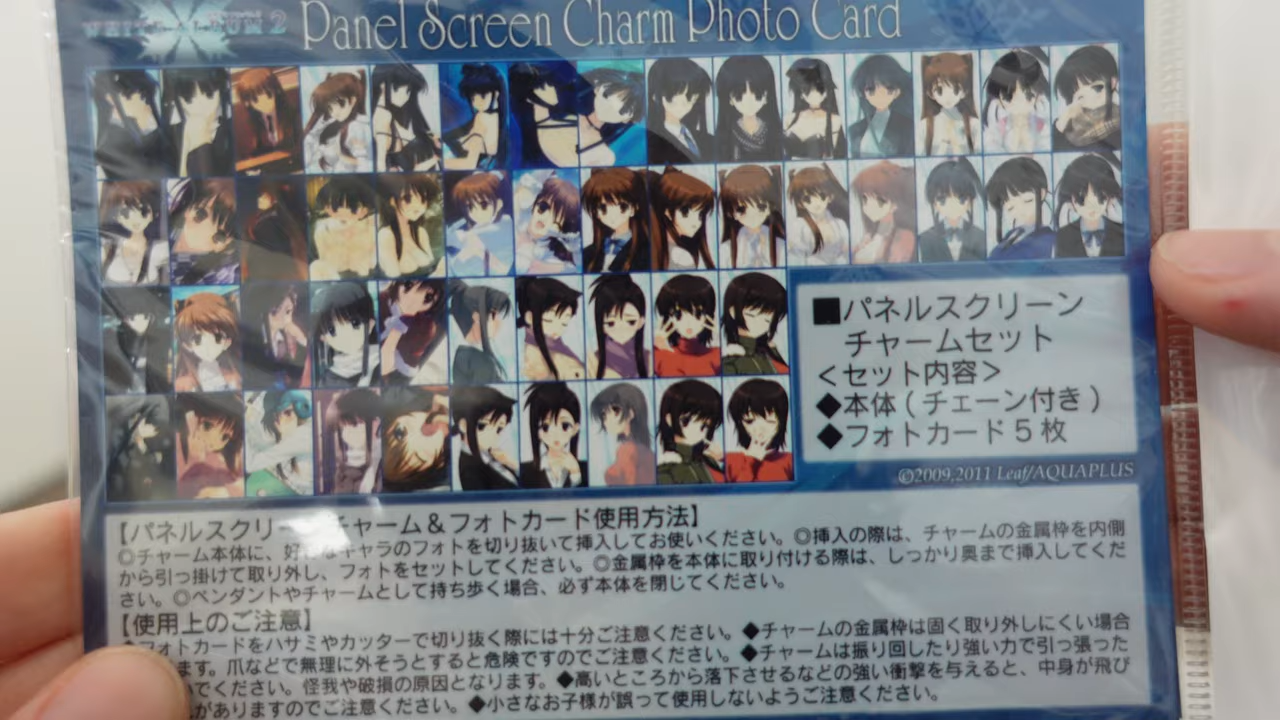 WHITE ALBUM 2
Panel Screen Charm Photo Card
■パネルスクリーン
チャームセット
＜セット内容＞
◆本体 ( チェーン付き )
◆フォトカード 5 枚
©2009,2011 Leaf/AQUAPLUS
【パネルスクリ チャーム＆フォトカード使用方法】
◎チャーム本体に、好 キャラのフォトを切り抜いて挿入してお使いください。◎挿入の際は、チャームの金属枠を内側
から引っ掛けて取り外し、フォトをセットしてください。◎金属枠を本体に取り付ける際は、しっかり奥まで挿入してくだ
さい。◎ペンダントやチャームとして持ち歩く場合、必ず本体を閉じてください。
【使用上のご注意】
◆フォトカードをハサミやカッターで切り抜く際には十分ご注意ください。◆チャームの金属枠は固く取り外しにくい場合
ます。爪などで無理に外そうとすると危険ですのでご注意ください。◆チャームは振り回したり強い力で引っ張った
でください。怪我や破損の原因となります。◆高いところから落下させるなどの強い衝撃を与えると、中身が飛び
がありますのでご注意ください。◆小さなお子様が誤って使用しないようご注意ください。